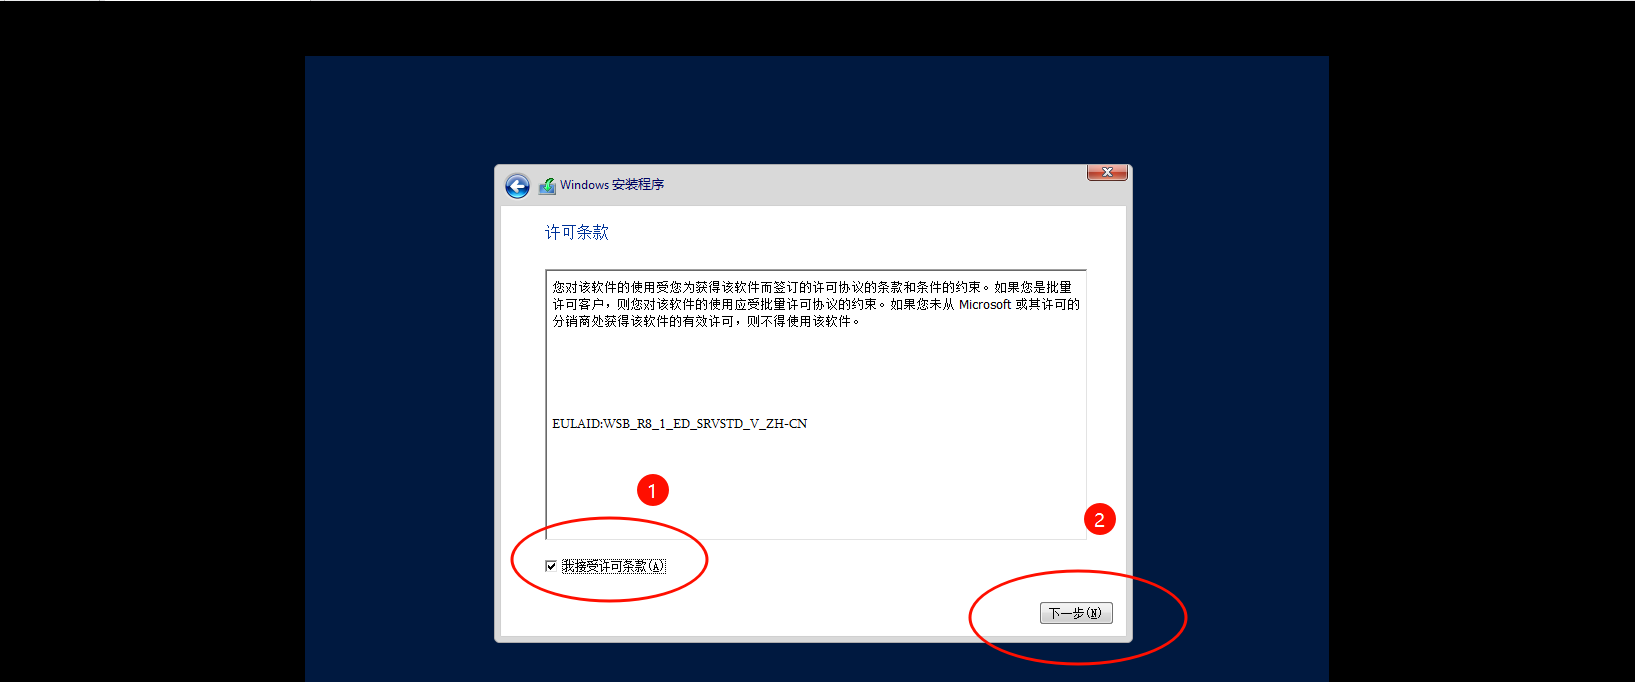 Windows 安装程序
许可条款
您对该软件的使用受您为获得该软件而签订的许可协议的条款和条件的约束。如果您是批量
许可客户，则您对该软件的使用应受批量许可协议的约束。如果您未从 Microsoft 或其许可的
分销商处获得该软件的有效许可，则不得使用该软件。
EULAID:WSB_R8_1_ED_SRVSTD_V_ZH-CN
1
2
我接受许可条款(A)
下一步(N)